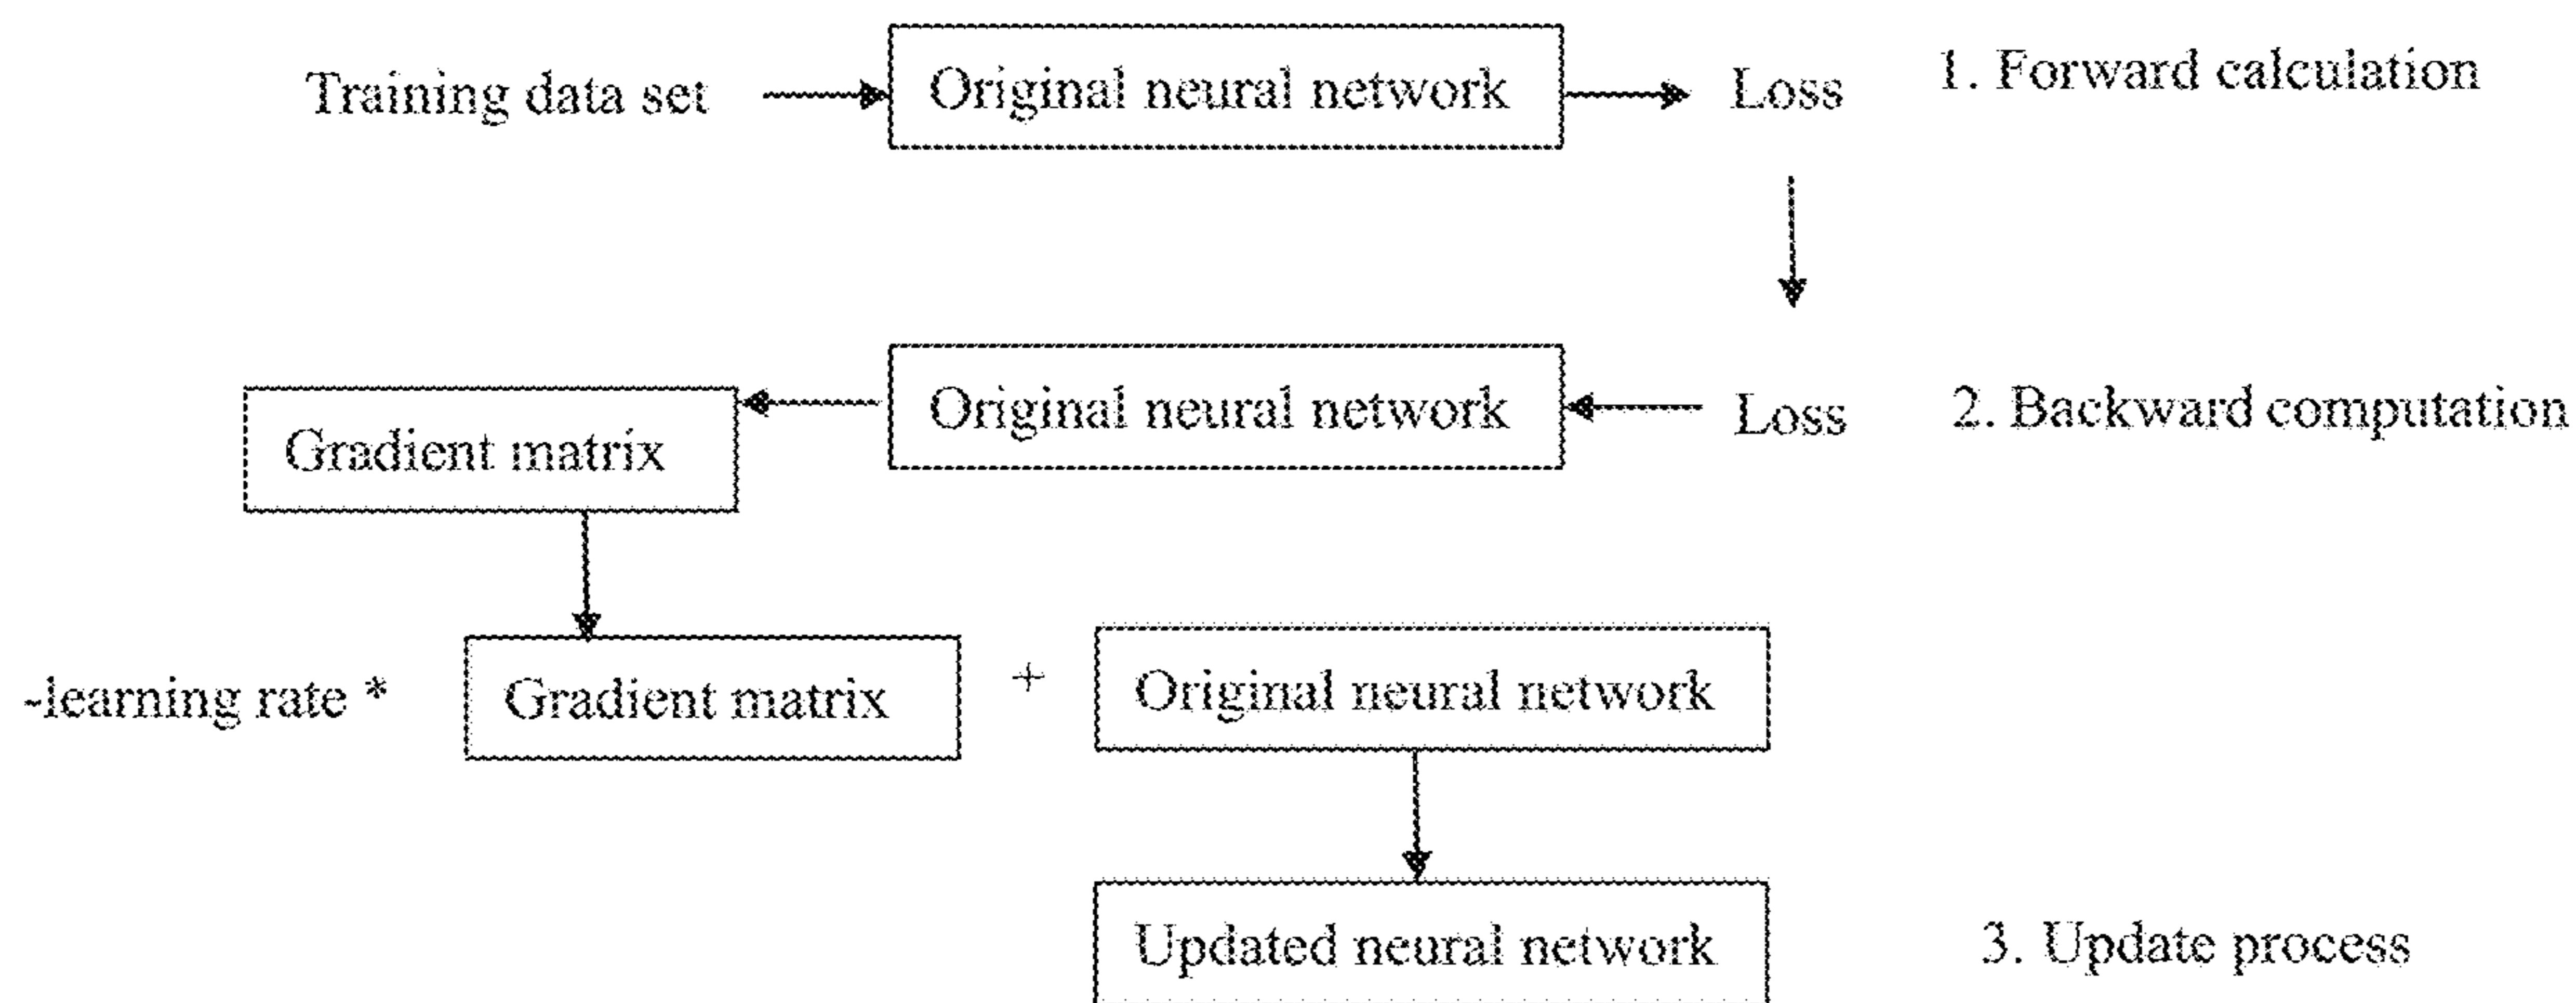 Training data set
Original neural network
Loss
1. Forward calculation
Gradient matrix
Original neural network
Loss
2. Backward computation
-learning rate *
Gradient matrix
+
Original neural network
Updated neural network
3. Update process